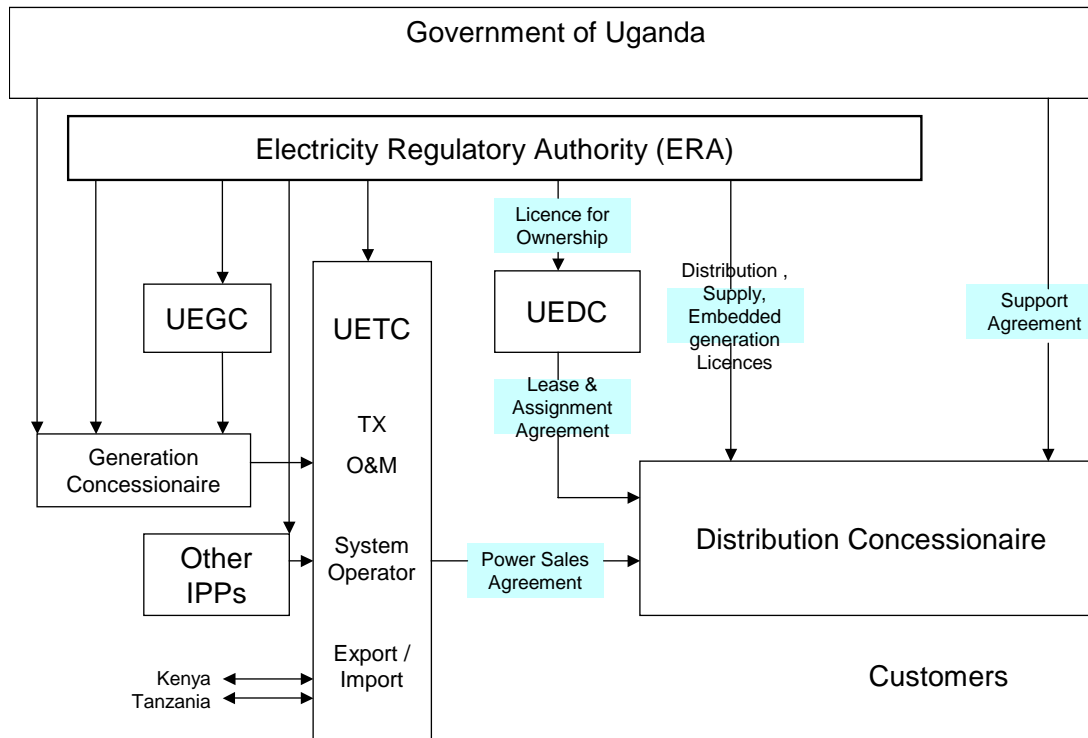 Government of Uganda
Electricity Regulatory Authority (ERA)
Licence for
Ownership
Distribution ,
Supply,
Embedded
generation
Licences
Support
Agreement
UEGC
UETC
UEDC
Lease &
Assignment
Agreement
TX
O&M
Generation
Concessionaire
Other
IPPs
System
Operator
Power Sales
Agreement
Distribution Concessionaire
Export /
Import
Kenya
Tanzania
Customers